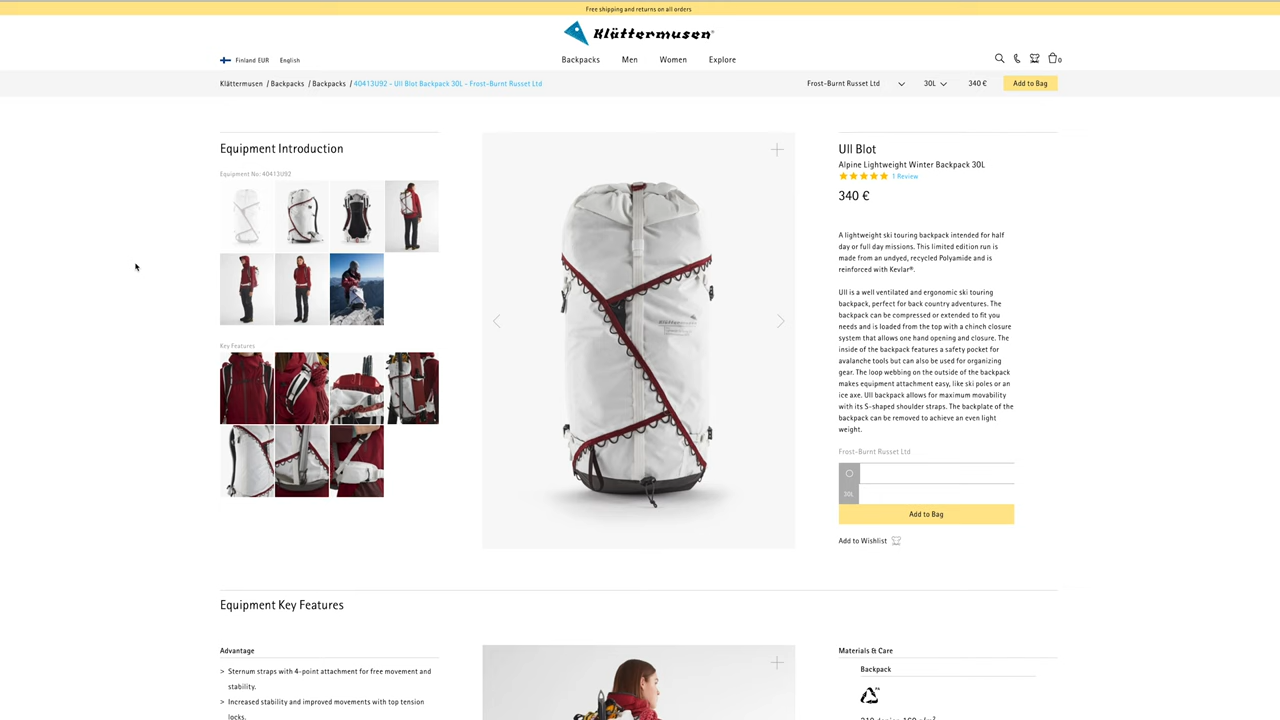 Free shipping and returns on all orders
Klättermusen
Finland EUR English
Backpacks Men Women Explore
0
Klättermusen / Backpacks / Backpacks / 40413U92 - Ull Blot Backpack 30L - Frost-Burnt Russet Ltd
Frost-Burnt Russet Ltd 30L 340 € Add to Bag
Equipment Introduction
Equipment No: 40413U92
Key Features
Klättermusen
Ull Blot
Alpine Lightweight Winter Backpack 30L
1 Review
340 €
A lightweight ski touring backpack intended for half
day or full day missions. This limited edition run is
made from an undyed, recycled Polyamide and is
reinforced with Kevlar®.
Ull is a well ventilated and ergonomic ski touring
backpack, perfect for back country adventures. The
backpack can be compressed or extended to fit you
needs and is loaded from the top with a chinch closure
system that allows one hand opening and closure. The
inside of the backpack features a safety pocket for
avalanche tools but can also be used for organizing
gear. The loop webbing on the outside of the backpack
makes equipment attachment easy, like ski poles or an
ice axe. Ull backpack allows for maximum movability
with its S-shaped shoulder straps. The backplate of the
backpack can be removed to achieve an even light
weight.
Frost-Burnt Russet Ltd
30L
Add to Bag
Add to Wishlist
Equipment Key Features
Advantage
> Sternum straps with 4-point attachment for free movement and
stability.
> Increased stability and improved movements with top tension
locks.
Materials & Care
Backpack